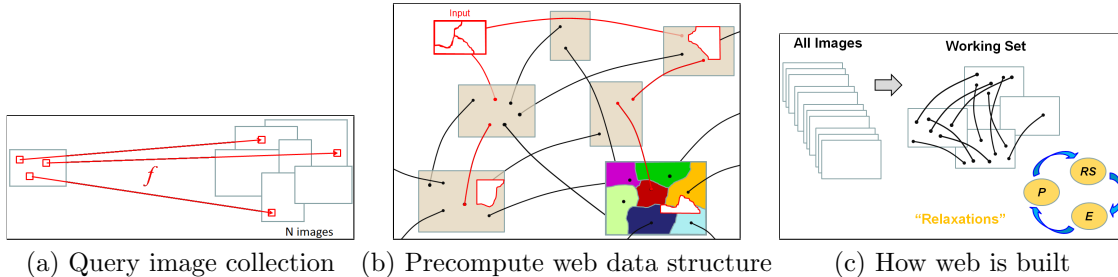 f
N images
(a) Query image collection
Input
(b) Precompute web data structure
All Images
Working Set
P
RS
E
“Relaxations”
(c) How web is built